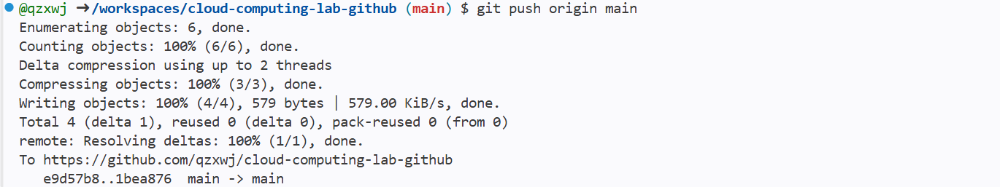 @qzxwj →/workspaces/cloud-computing-lab-github (main) $ git push origin main
Enumerating objects: 6, done.
Counting objects: 100% (6/6), done.
Delta compression using up to 2 threads
Compressing objects: 100% (3/3), done.
Writing objects: 100% (4/4), 579 bytes | 579.00 KiB/s, done.
Total 4 (delta 1), reused 0 (delta 0), pack-reused 0 (from 0)
remote: Resolving deltas: 100% (1/1), done.
To https://github.com/qzxwj/cloud-computing-lab-github
   e9d57b8..1bea876  main -> main